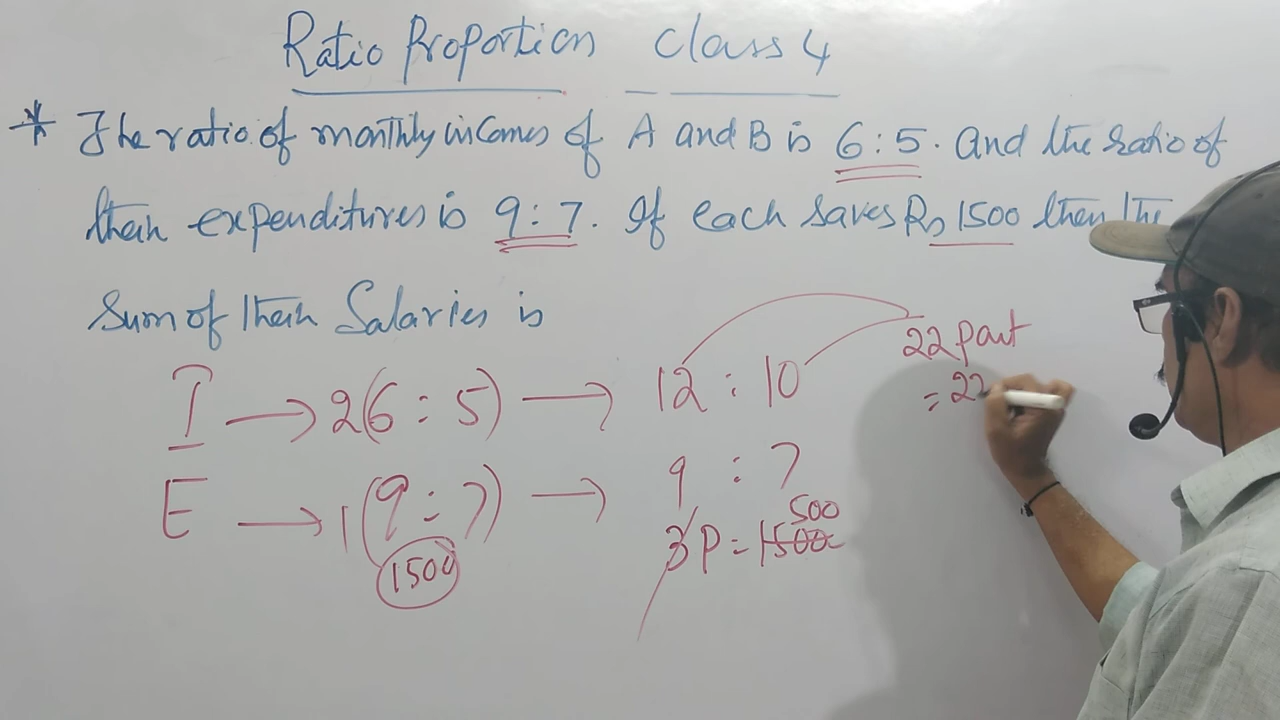 Ratio Proportion Class 4
* The ratio of monthly incomes of A and B is 6:5. And the ratio of
their expenditures is 9:7. If each saves Rs 1500 then the
Sum of their Salaries is
I → 2(6:5) → 12:10
22 part
= 22
E → 1(9:7) → 9:7
1500
3P = 1500
500